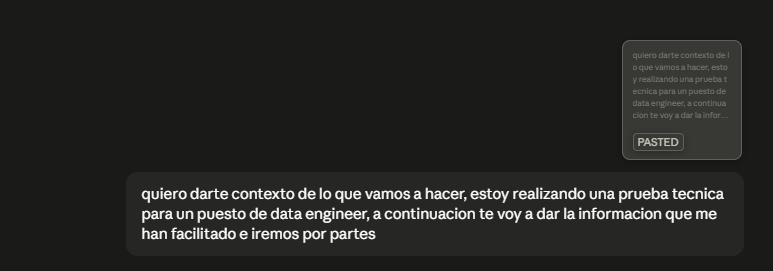 quiero darte contexto de l
o que vamos a hacer, esto
y realizando una prueba t
ecnica para un puesto de
data engineer, a continua
cion te voy a dar la infor...
PASTED
quiero darte contexto de lo que vamos a hacer, estoy realizando una prueba tecnica
para un puesto de data engineer, a continuacion te voy a dar la informacion que me
han facilitado e iremos por partes